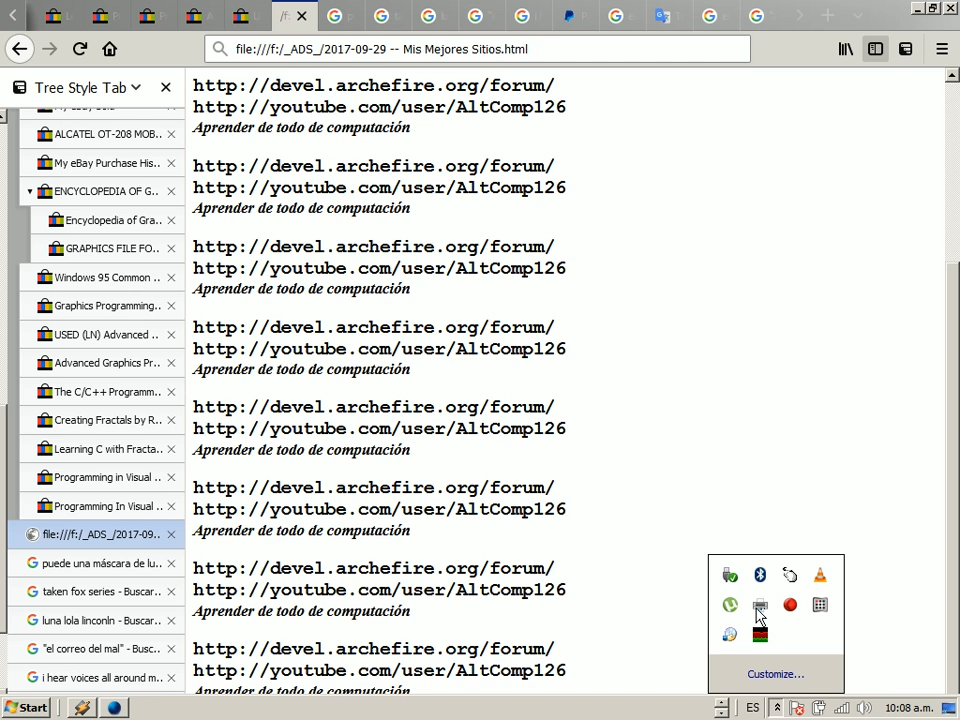 /f:
file:///f:/_ADS_/2017-09-29 -- Mis Mejores Sitios.html
Tree Style Tab
ALCATEL OT-208 MOB..
My eBay Purchase His..
ENCYCLOPEDIA OF G..
Encyclopedia of Gra..
GRAPHICS FILE FO..
Windows 95 Common ..
Graphics Programming..
USED (LN) Advanced ..
Advanced Graphics Pr..
The C/C++ Programm..
Creating Fractals by R..
Learning C with Fracta..
Programming in Visual ..
Programming In Visual ..
file:///f:/_ADS_/2017-09..
puede una máscara de lu..
taken fox series - Buscar..
luna lola linconln - Busc..
"el correo del mal" - Busc..
i hear voices all around m..
http://devel.archefire.org/forum/
http://youtube.com/user/AltComp126
Aprender de todo de computación
http://devel.archefire.org/forum/
http://youtube.com/user/AltComp126
Aprender de todo de computación
http://devel.archefire.org/forum/
http://youtube.com/user/AltComp126
Aprender de todo de computación
http://devel.archefire.org/forum/
http://youtube.com/user/AltComp126
Aprender de todo de computación
http://devel.archefire.org/forum/
http://youtube.com/user/AltComp126
Aprender de todo de computación
http://devel.archefire.org/forum/
http://youtube.com/user/AltComp126
Aprender de todo de computación
http://devel.archefire.org/forum/
http://youtube.com/user/AltComp126
Aprender de todo de computación
http://devel.archefire.org/forum/
http://youtube.com/user/AltComp126
Aprender de todo de computación
Customize...
Start
ES
10:08 a.m.